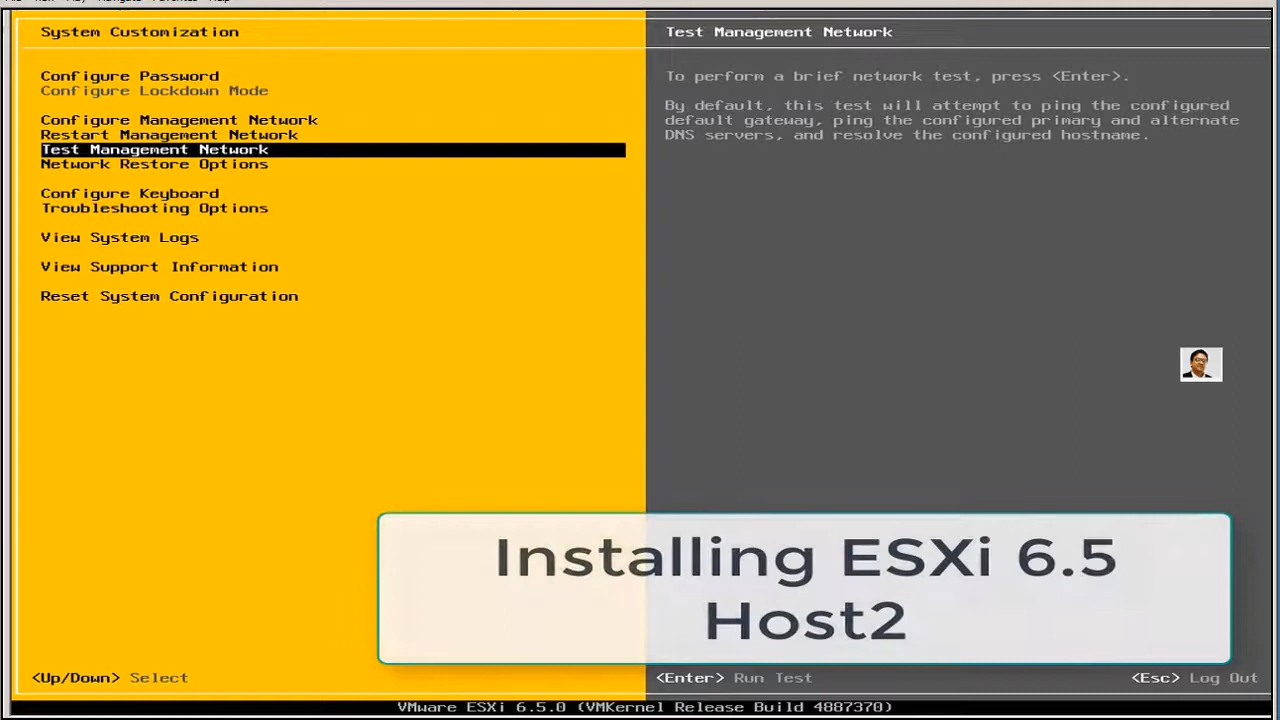 System Customization
Test Management Network
Configure Password
Configure Lockdown Mode
Configure Management Network
Restart Management Network
Test Management Network
Network Restore Options
Configure Keyboard
Troubleshooting Options
View System Logs
View Support Information
Reset System Configuration
To perform a brief network test, press <Enter>.
By default, this test will attempt to ping the configured
default gateway, ping the configured primary and alternate
DNS servers, and resolve the configured hostname.
Installing ESXi 6.5
Host2
<Up/Down> Select
<Enter> Run Test
<Esc> Log Out
VMware ESXi 6.5.0 (VMKernel Release Build 4887370)